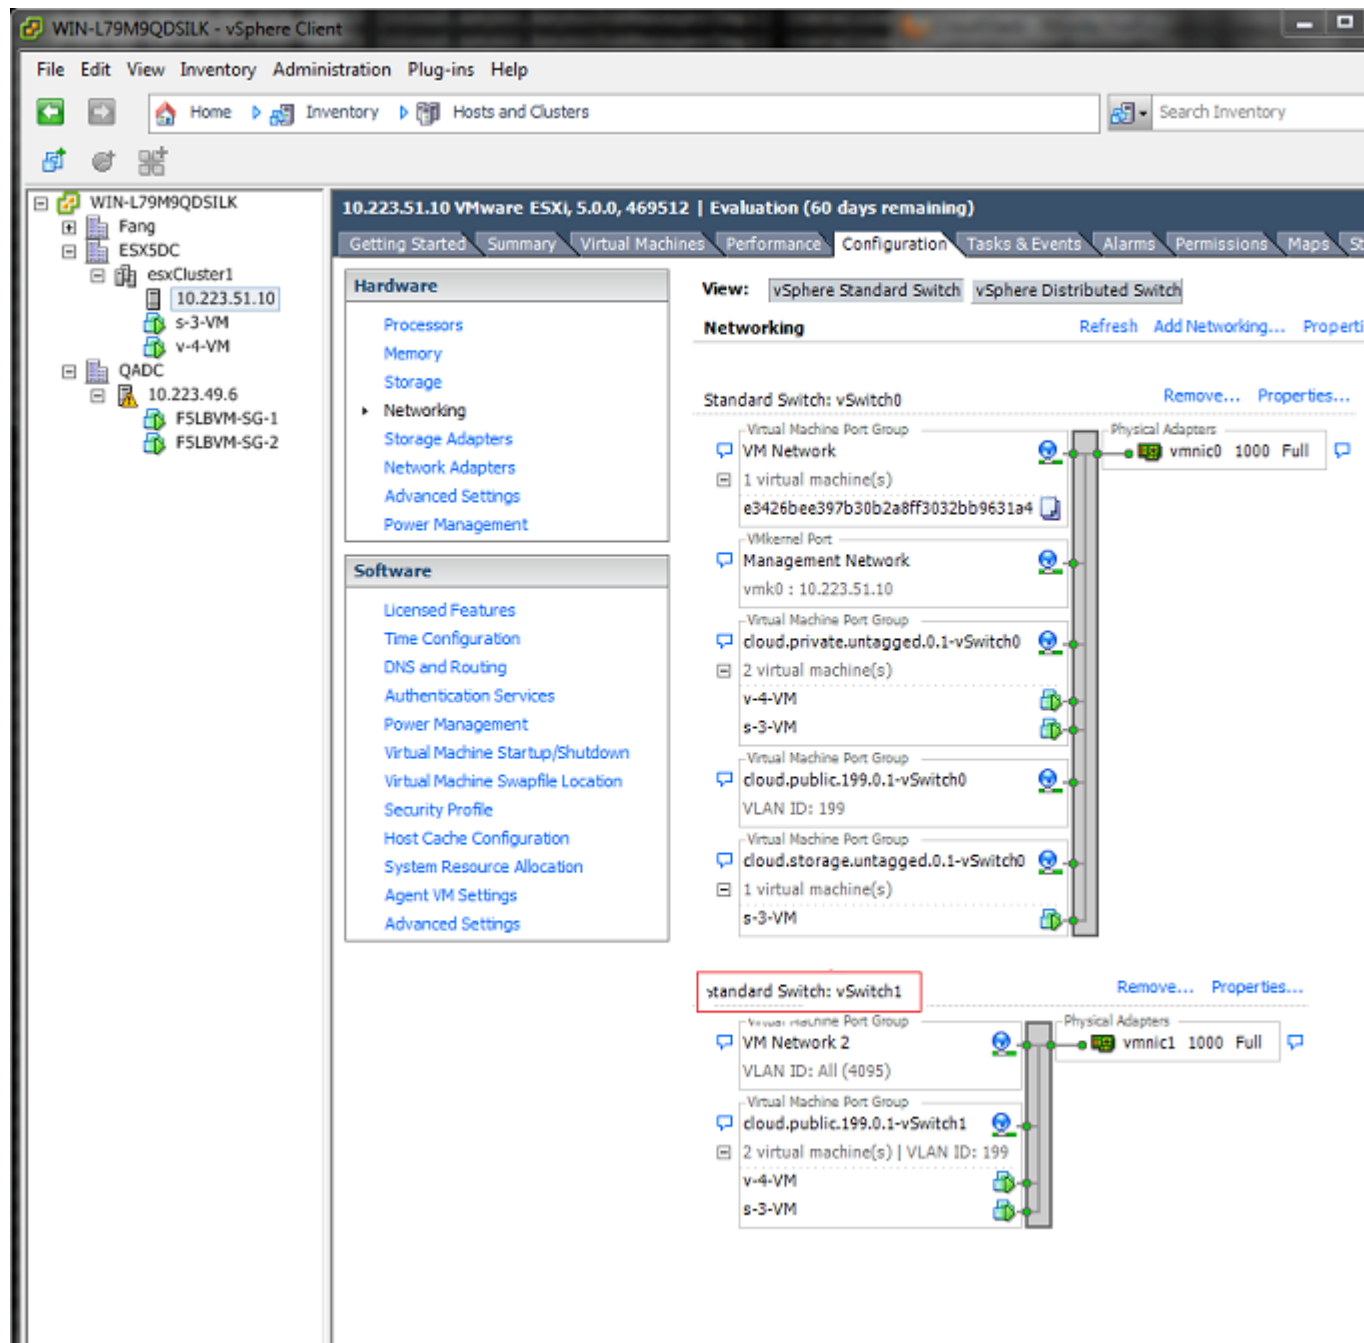 WIN-L79M9QDSILK - vSphere Client
File Edit View Inventory Administration Plug-ins Help
Home Inventory Hosts and Clusters
Search Inventory
WIN-L79M9QDSILK
Fang
ESX5DC
esxCluster1
10.223.51.10
s-3-VM
v-4-VM
QADC
10.223.49.6
F5LBVM-SG-1
F5LBVM-SG-2
10.223.51.10 VMware ESXi, 5.0.0, 469512 | Evaluation (60 days remaining)
Getting Started Summary Virtual Machines Performance Configuration Tasks & Events Alarms Permissions Maps St
Hardware
Processors
Memory
Storage
Networking
Storage Adapters
Network Adapters
Advanced Settings
Power Management
Software
Licensed Features
Time Configuration
DNS and Routing
Authentication Services
Power Management
Virtual Machine Startup/Shutdown
Virtual Machine Swapfile Location
Security Profile
Host Cache Configuration
System Resource Allocation
Agent VM Settings
Advanced Settings
View: vSphere Standard Switch vSphere Distributed Switch
Networking Refresh Add Networking... Properti
Standard Switch: vSwitch0 Remove... Properties...
Virtual Machine Port Group Physical Adapters
VM Network vmnic0 1000 Full
1 virtual machine(s)
e3426bee397b30b2a8ff3032bb9631a4
VMkernel Port
Management Network
vmk0 : 10.223.51.10
Virtual Machine Port Group
cloud.private.untagged.0.1-vSwitch0
2 virtual machine(s)
v-4-VM
s-3-VM
Virtual Machine Port Group
cloud.public.199.0.1-vSwitch0
VLAN ID: 199
Virtual Machine Port Group
cloud.storage.untagged.0.1-vSwitch0
1 virtual machine(s)
s-3-VM
Standard Switch: vSwitch1 Remove... Properties...
Virtual Machine Port Group Physical Adapters
VM Network 2 vmnic1 1000 Full
VLAN ID: All (4095)
Virtual Machine Port Group
cloud.public.199.0.1-vSwitch1
2 virtual machine(s) | VLAN ID: 199
v-4-VM
s-3-VM